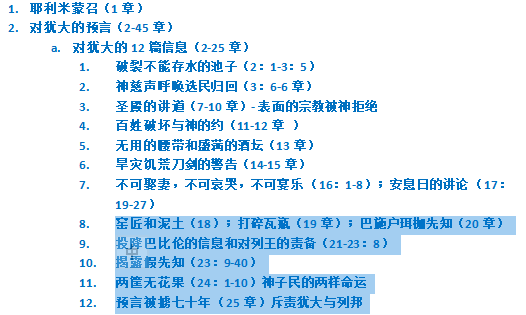 1. 耶利米蒙召(1 章)
2. 对犹大的预言(2-45 章)
a. 对犹大的 12 篇信息(2-25 章)
1. 破裂不能存水的池子(2：1-3：5)
2. 神慈声呼唤选民归回(3：6-6 章)
3. 圣殿的讲道(7-10 章)- 表面的宗教被神拒绝
4. 百姓破坏与神的约(11-12 章 )
5. 无用的腰带和盛满的酒坛(13 章)
6. 旱灾饥荒刀剑的警告(14-15 章)
7. 不可娶妻，不可哀哭，不可宴乐（16：1-8)；安息日的讲论（17：
19-27)
8. 窑匠和泥土(18)；打碎瓦瓶(19 章)；巴施户珥枷先知(20 章)
9. 投降巴比伦的信息和对列王的责备(21-23：8)
10. 揭露假先知(23：9-40)
11. 两筐无花果(24：1-10)神子民的两样命运
12. 预言被掳七十年(25 章)斥责犹大与列邦